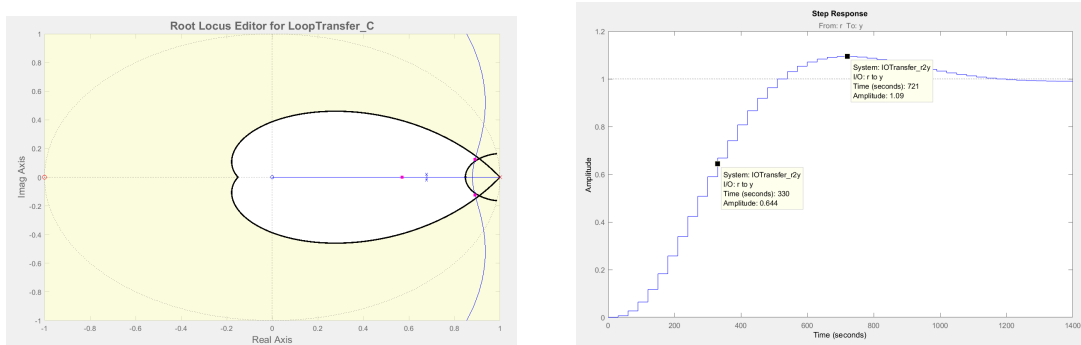 Root Locus Editor for LoopTransfer_C
Imag Axis
1
0.8
0.6
0.4
0.2
0
-0.2
-0.4
-0.6
-0.8
-1
-1
-0.8
-0.6
-0.4
-0.2
0
0.2
0.4
0.6
0.8
1
Real Axis
Step Response
From: r To: y
Amplitude
1.2
1
0.8
0.6
0.4
0.2
0
System: IOTransfer_r2y
I/O: r to y
Time (seconds): 721
Amplitude: 1.09
System: IOTransfer_r2y
I/O: r to y
Time (seconds): 330
Amplitude: 0.644
0
200
400
600
800
1000
1200
1400
Time (seconds)